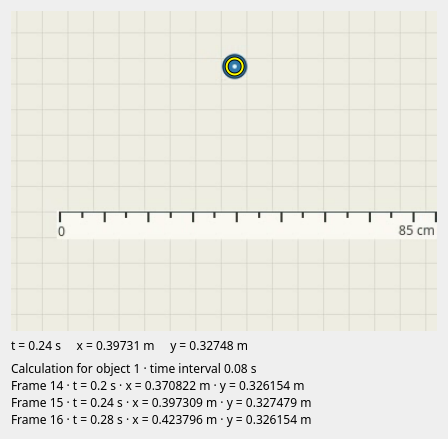 0 85 cm
t = 0.24 s x = 0.39731 m y = 0.32748 m
Calculation for object 1 · time interval 0.08 s
Frame 14 · t = 0.2 s · x = 0.370822 m · y = 0.326154 m
Frame 15 · t = 0.24 s · x = 0.397309 m · y = 0.327479 m
Frame 16 · t = 0.28 s · x = 0.423796 m · y = 0.326154 m